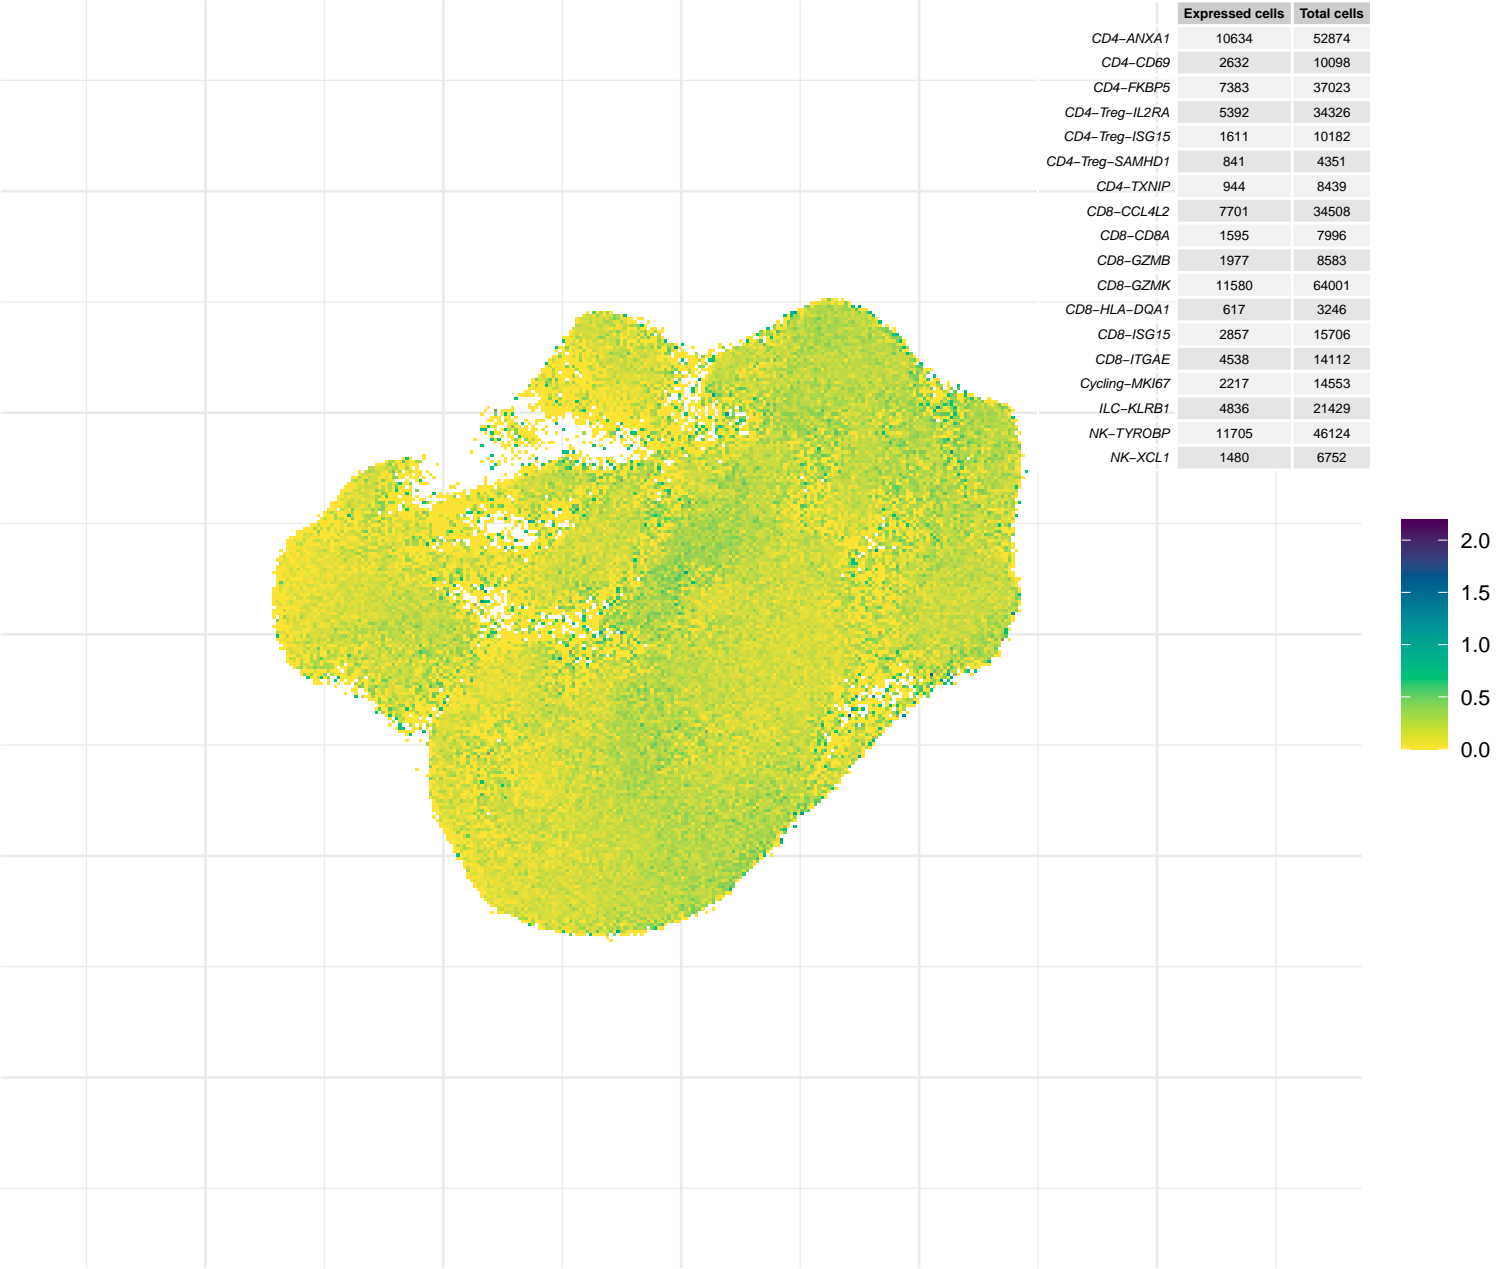 Expressed cells Total cells
CD4−ANXA1 10634 52874
CD4−CD69 2632 10098
CD4−FKBP5 7383 37023
CD4−Treg−IL2RA 5392 34326
CD4−Treg−ISG15 1611 10182
CD4−Treg−SAMHD1 841 4351
CD4−TXNIP 944 8439
CD8−CCL4L2 7701 34508
CD8−CD8A 1595 7996
CD8−GZMB 1977 8583
CD8−GZMK 11580 64001
CD8−HLA−DQA1 617 3246
CD8−ISG15 2857 15706
CD8−ITGAE 4538 14112
Cycling−MKI67 2217 14553
ILC−KLRB1 4836 21429
NK−TYROBP 11705 46124
NK−XCL1 1480 6752
2.0
1.5
1.0
0.5
0.0